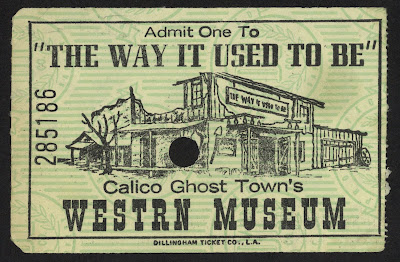 Admit One To
"THE WAY IT USED TO BE"
285186
THE WAY IT USED TO BE
Calico Ghost Town's
WESTRN MUSEUM
DILLINGHAM TICKET CO., L.A.